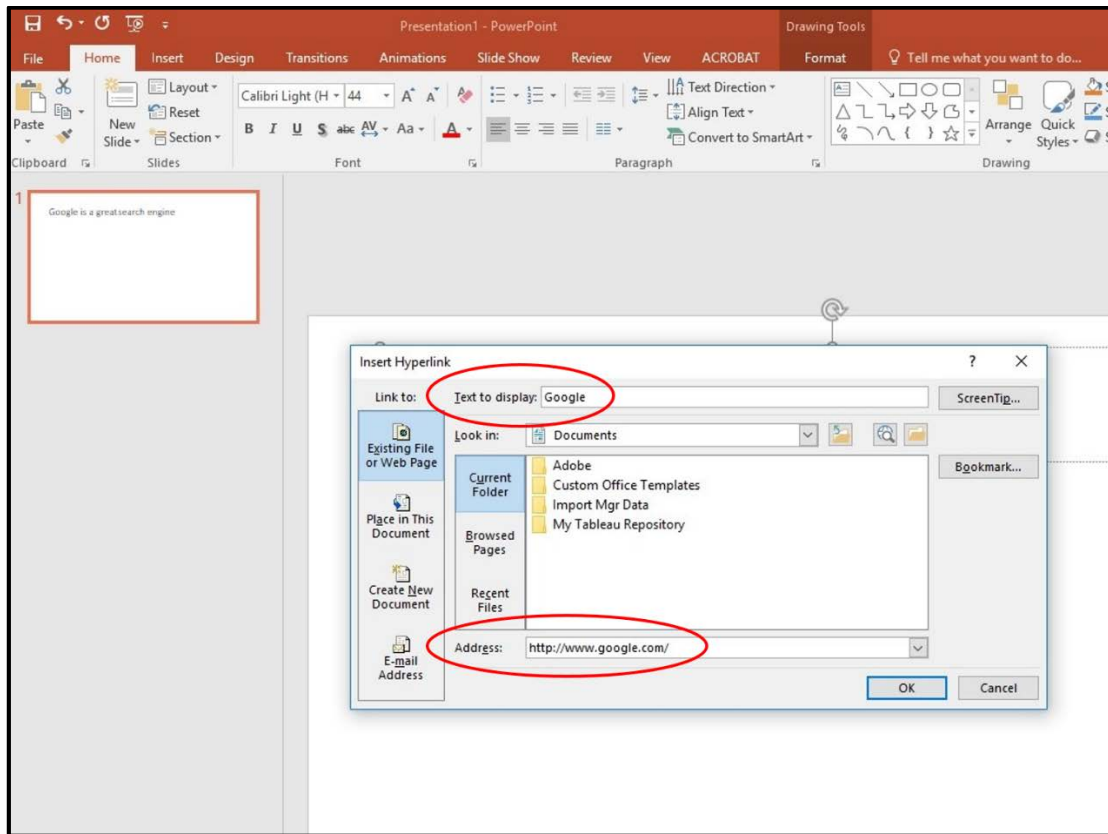 Presentation1 - PowerPoint
Drawing Tools
File Home Insert Design Transitions Animations Slide Show Review View ACROBAT Format Tell me what you want to do...
Paste
New
Slide
Layout
Reset
Section
Calibri Light (H 44
A A
B I U S abc AV Aa A
Text Direction
Align Text
Convert to SmartArt
Arrange
Quick
Styles
Clipboard Slides Font Paragraph Drawing
1
Google is a great search engine
Insert Hyperlink ? X
Link to: Text to display: Google ScreenTip...
Existing File
or Web Page
Place in This
Document
Create New
Document
E-mail
Address
Look in: Documents
Bookmark...
Current
Folder
Browsed
Pages
Recent
Files
Adobe
Custom Office Templates
Import Mgr Data
My Tableau Repository
Address: http://www.google.com/
OK Cancel